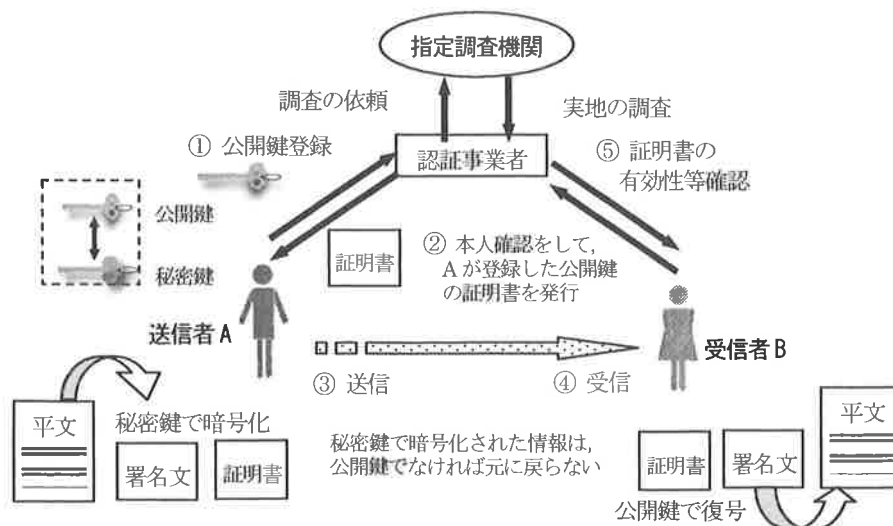 指定調査機関
調査の依頼
実地の調査
① 公開鍵登録
認証事業者
⑤ 証明書の
有効性等確認
公開鍵
秘密鍵
証明書
② 本人確認をして,
A が登録した公開鍵
の証明書を発行
送信者 A
受信者 B
③ 送信
④ 受信
平文
秘密鍵で暗号化
署名文
証明書
秘密鍵で暗号化された情報は,
公開鍵でなければ元に戻らない
証明書
署名文
平文
公開鍵で復号